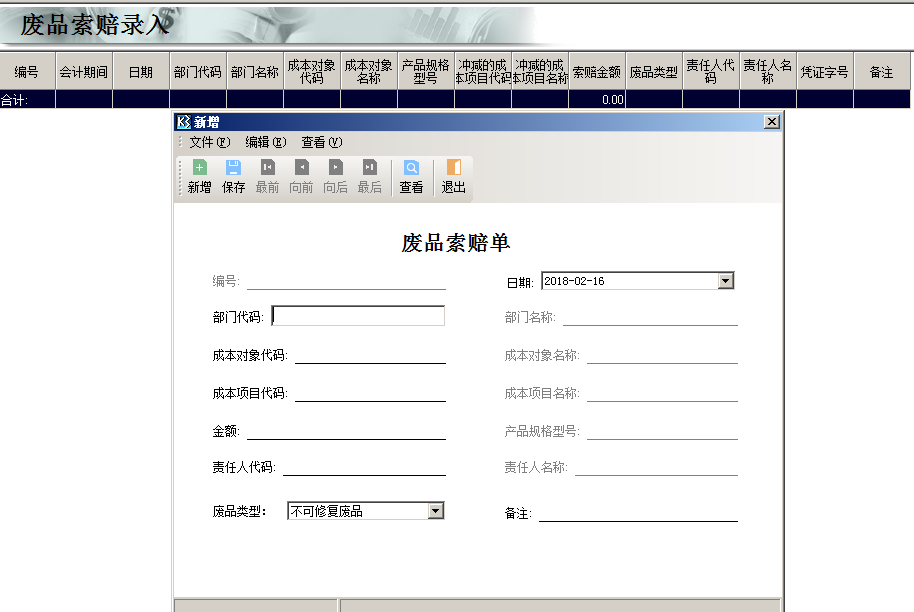 废品索赔录入
编号 会计期间 日期 部门代码 部门名称 成本对象代码 成本对象名称 产品规格型号 冲减的成本项目代码 冲减的成本项目名称 索赔金额 废品类型 责任人代码 责任人名称 凭证字号 备注
合计: 0.00
新增
文件(F) 编辑(E) 查看(V)
新增 保存 最前 向前 向后 最后 查看 退出
废品索赔单
编号: 日期: 2018-02-16
部门代码: 部门名称:
成本对象代码: 成本对象名称:
成本项目代码: 成本项目名称:
金额: 产品规格型号:
责任人代码: 责任人名称:
废品类型: 不可修复废品 备注: